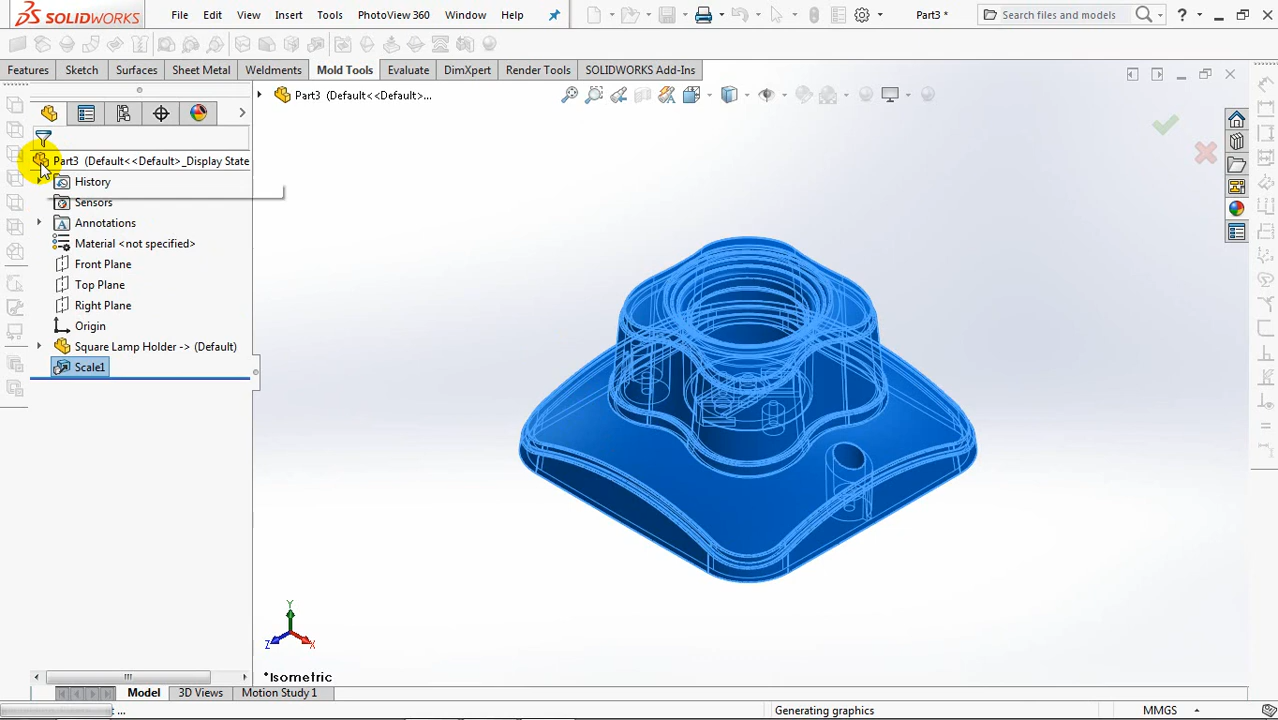 SOLIDWORKS File Edit View Insert Tools PhotoView 360 Window Help Part3 * Search files and models ?
Features Sketch Surfaces Sheet Metal Weldments Mold Tools Evaluate DimXpert Render Tools SOLIDWORKS Add-Ins
Part3 (Default<<Default>...
Part3 (Default<<Default>_Display State
History
Sensors
Annotations
Material <not specified>
Front Plane
Top Plane
Right Plane
Origin
Square Lamp Holder -> (Default)
Scale1
Y
Z X
*Isometric
Model 3D Views Motion Study 1
... Generating graphics MMGS